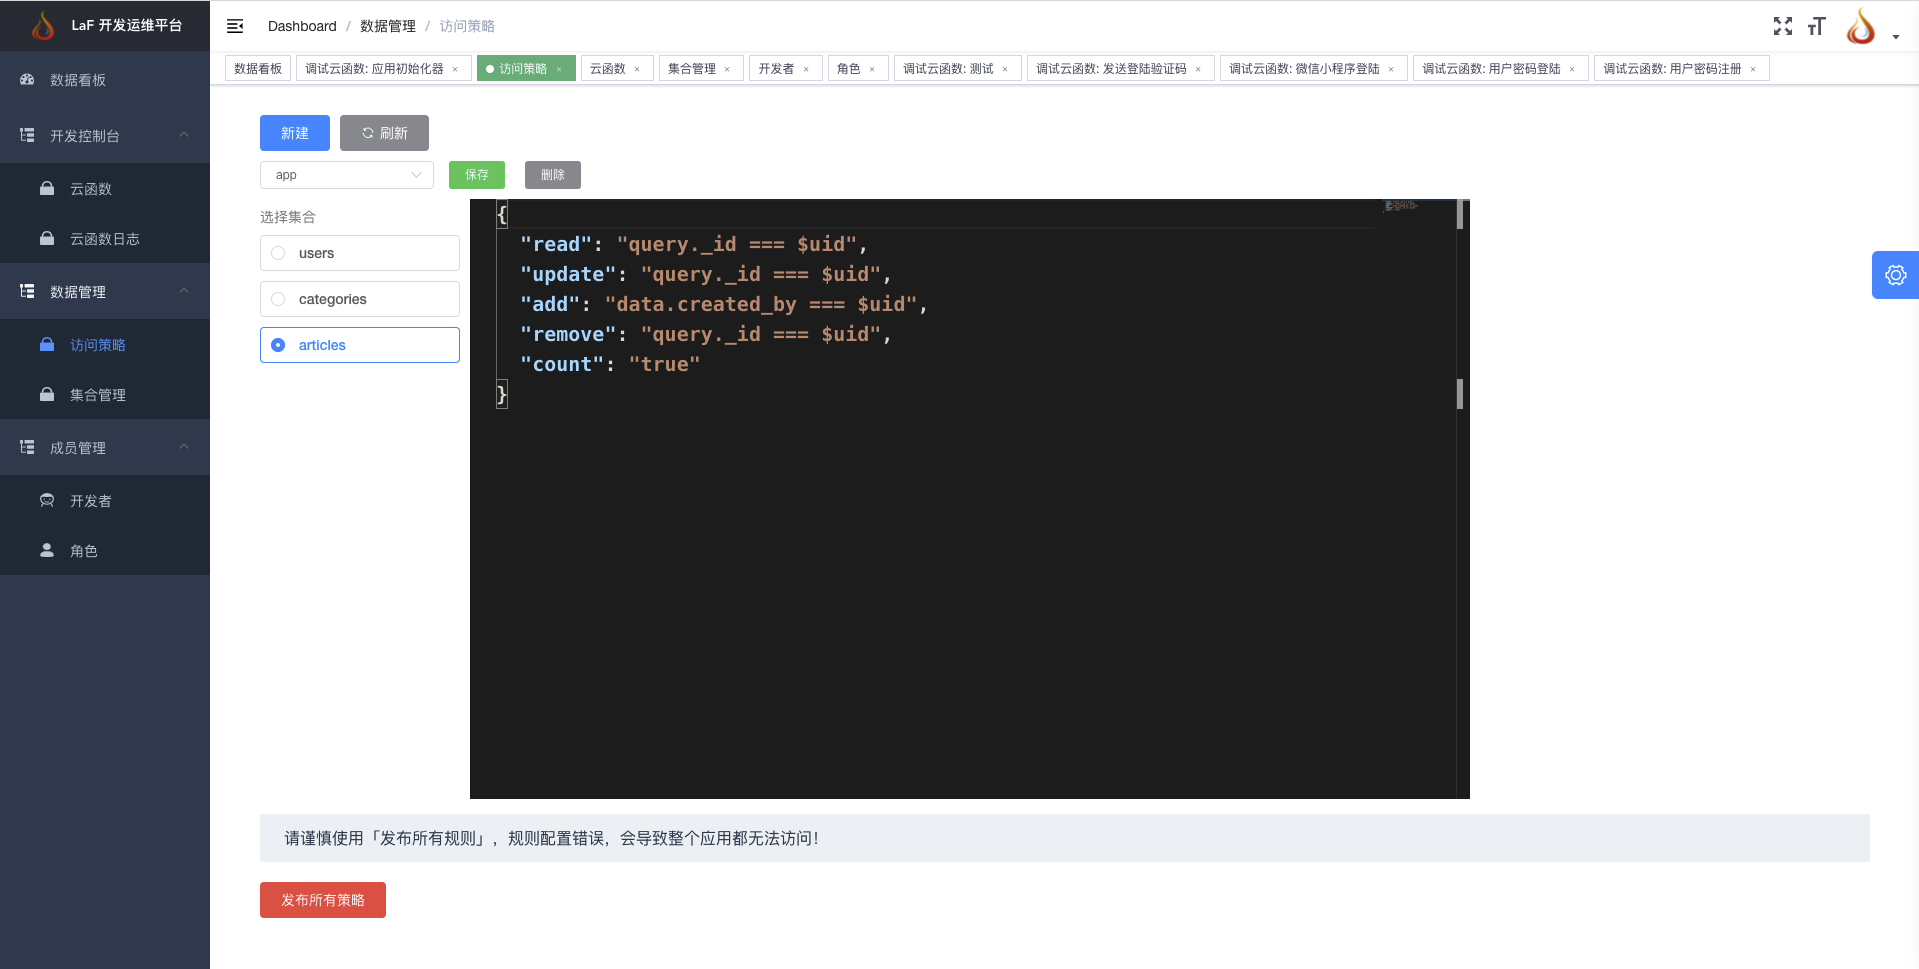 LaF 开发运维平台
Dashboard / 数据管理 / 访问策略
数据看板
调试云函数: 应用初始化器 ×
访问策略 ×
云函数 ×
集合管理 ×
开发者 ×
角色 ×
调试云函数: 测试 ×
调试云函数: 发送登陆验证码 ×
调试云函数: 微信小程序登陆 ×
调试云函数: 用户密码登陆 ×
调试云函数: 用户密码注册 ×
数据看板
开发控制台
云函数
云函数日志
数据管理
访问策略
集合管理
成员管理
开发者
角色
新建
刷新
app
保存
删除
选择集合
users
categories
articles
{
"read": "query._id === $uid",
"update": "query._id === $uid",
"add": "data.created_by === $uid",
"remove": "query._id === $uid",
"count": "true"
}
请谨慎使用「发布所有规则」，规则配置错误，会导致整个应用都无法访问！
发布所有策略